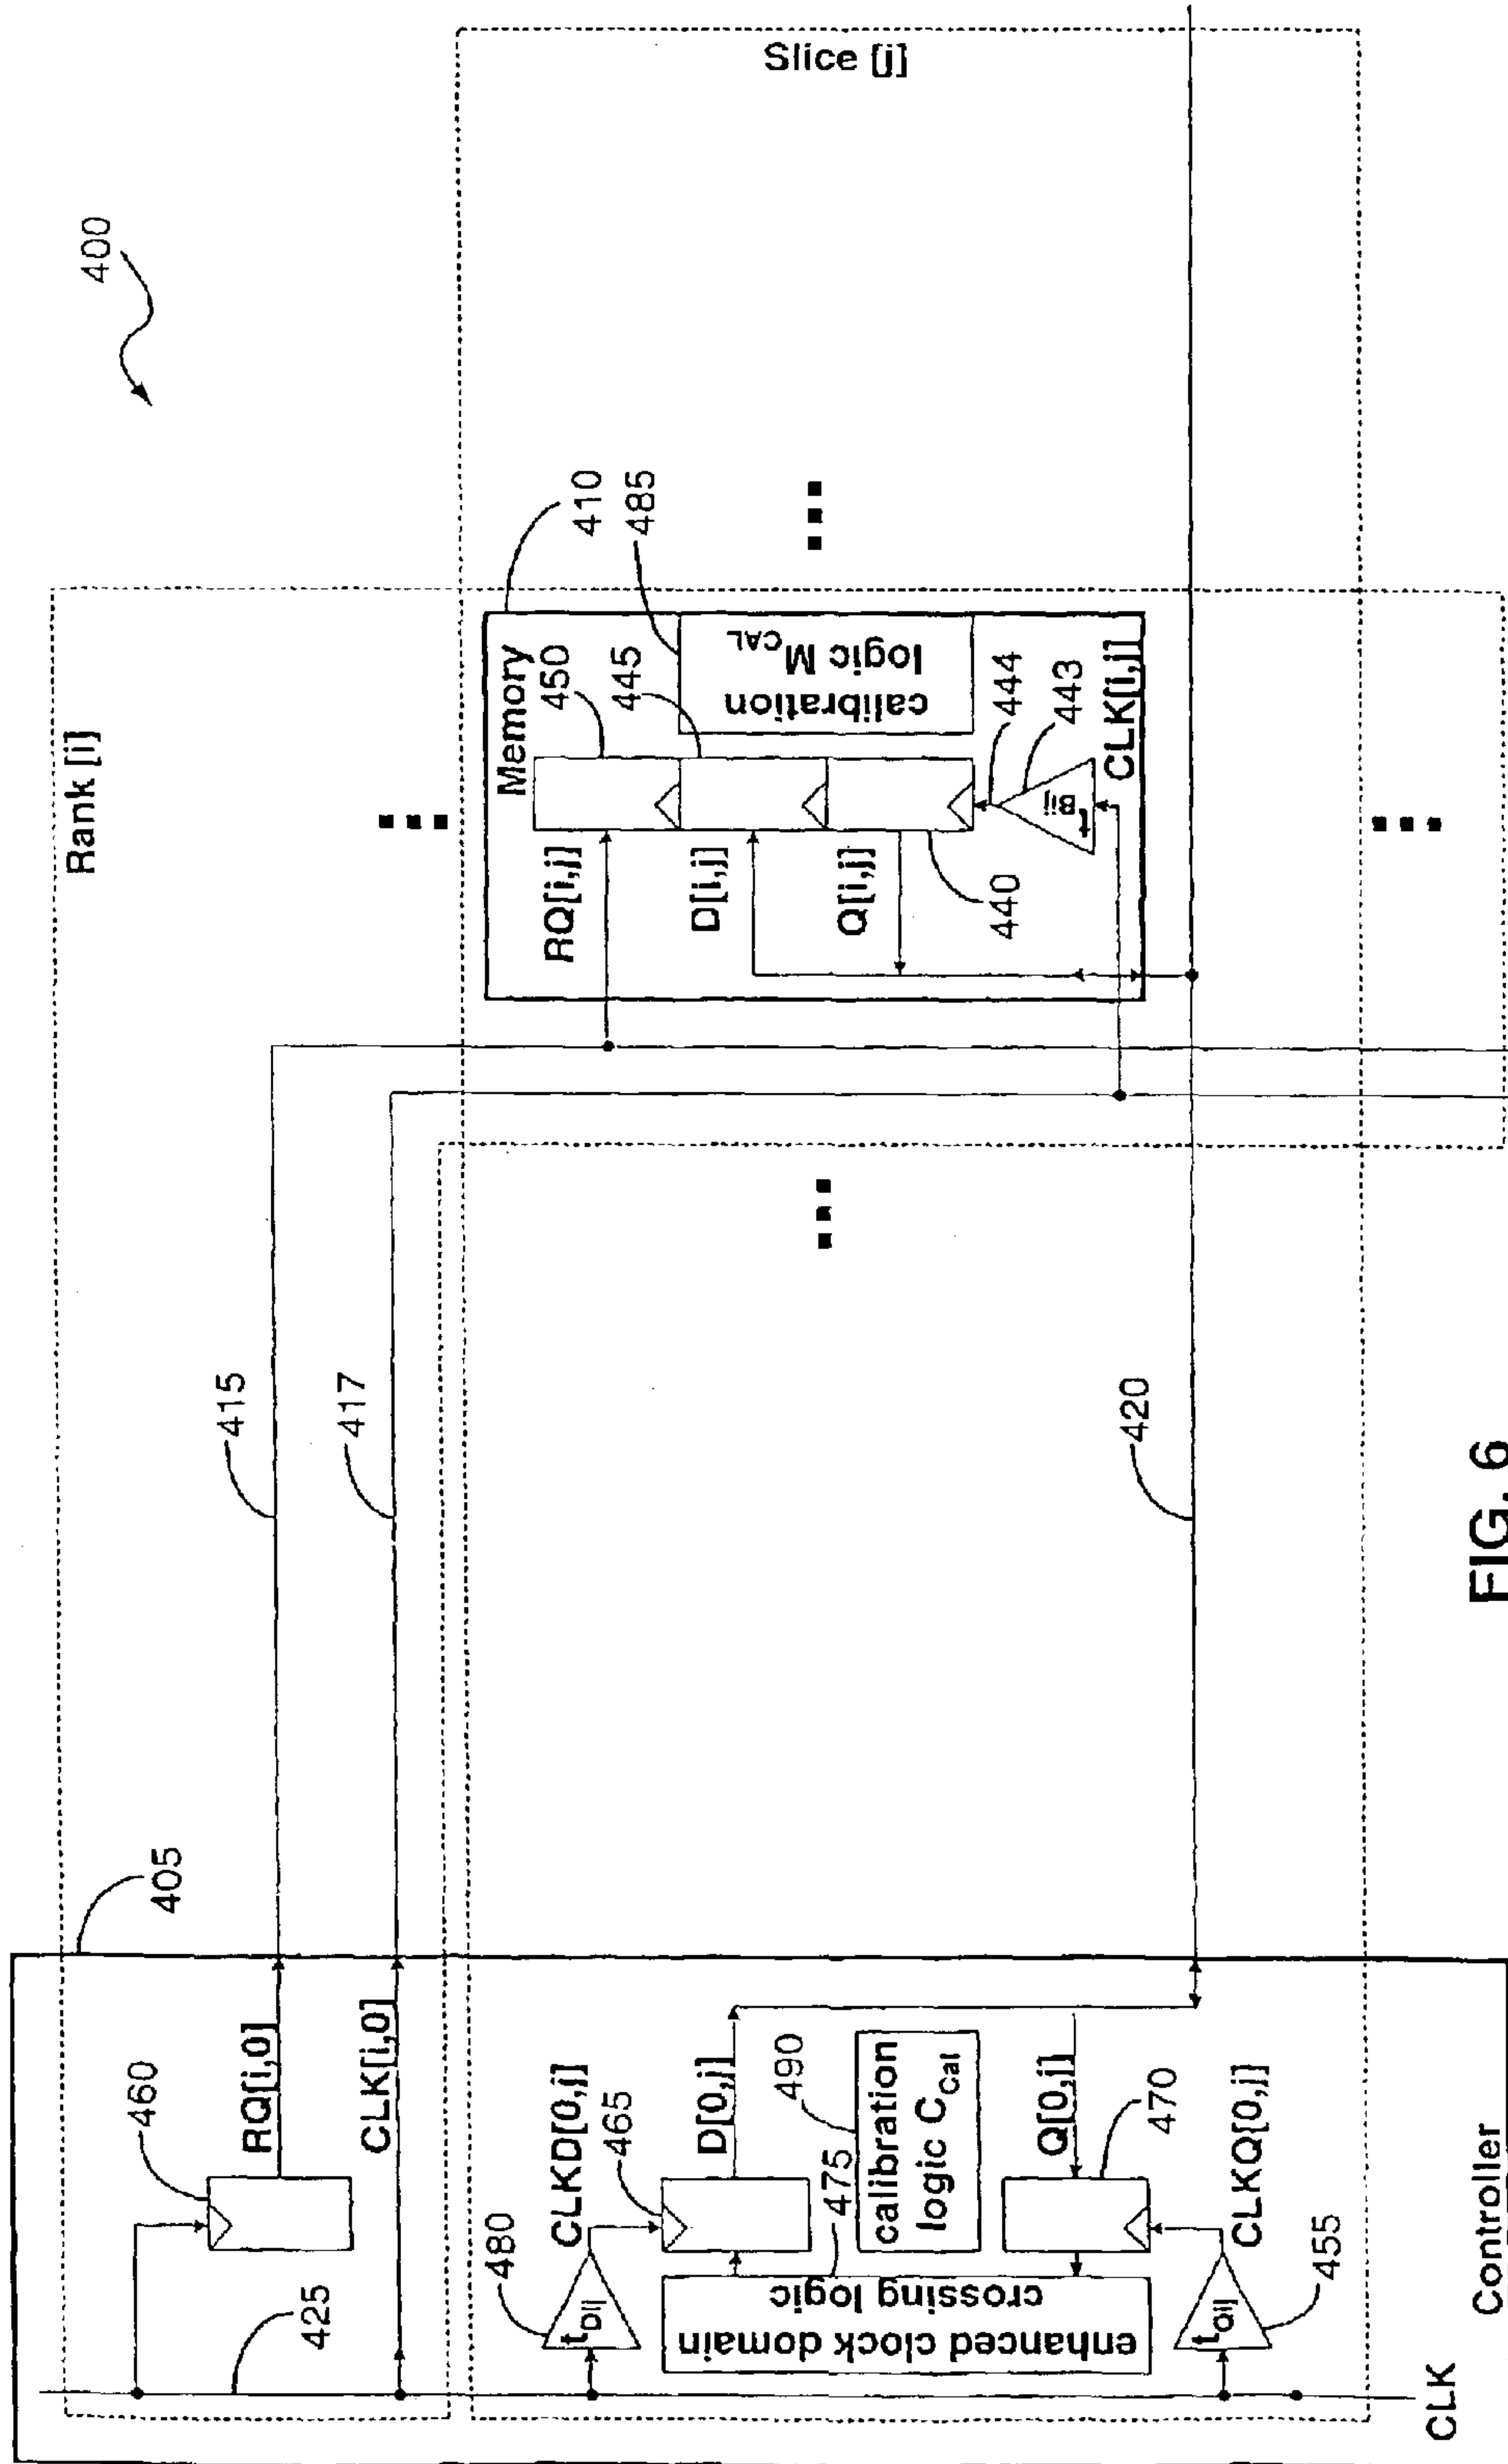 400
Rank [i]
Slice [j]
415
417
420
405
410
485
Memory
450
445
calibration
logic M_CAL
RQ[i,j]
D[i,j]
Q[i,j]
440
444
443
t_Bij
CLK[i,j]
460
RQ[i,0]
CLK[i,0]
425
480
t_Dij
CLKD[0,j]
465
D[0,j]
490
calibration
logic C_Cal
475
enhanced clock domain
crossing logic
Q[0,j]
470
CLKQ[0,j]
455
t_Qij
CLK
Controller
FIG. 6